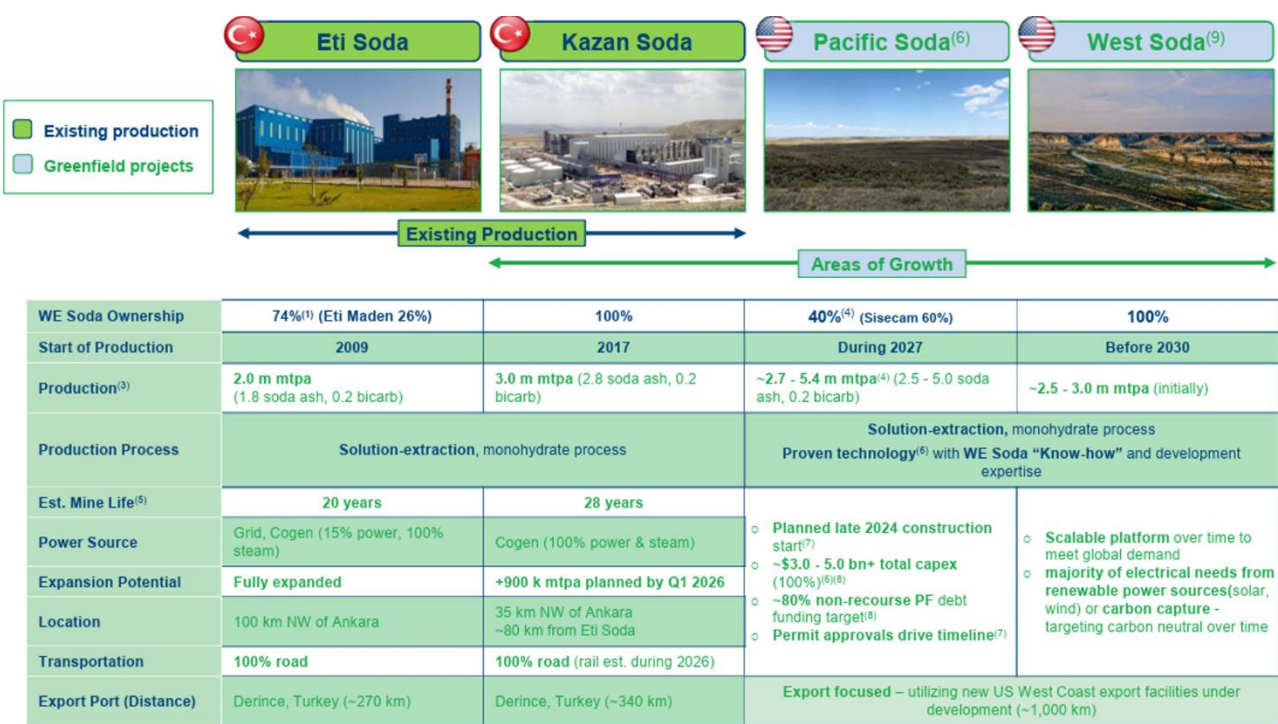 Eti Soda
Kazan Soda
Pacific Soda(6)
West Soda(9)
Existing production
Greenfield projects
Existing Production
Areas of Growth
WE Soda Ownership
74%(1) (Eti Maden 26%)
100%
40%(4) (Sisecam 60%)
100%
Start of Production
2009
2017
During 2027
Before 2030
Production(3)
2.0 m mtpa
(1.8 soda ash, 0.2 bicarb)
3.0 m mtpa (2.8 soda ash, 0.2
bicarb)
~2.7 - 5.4 m mtpa(4) (2.5 - 5.0 soda
ash, 0.2 bicarb)
~2.5 - 3.0 m mtpa (initially)
Production Process
Solution-extraction, monohydrate process
Solution-extraction, monohydrate process
Proven technology(6) with WE Soda “Know-how” and development
expertise
Est. Mine Life(5)
20 years
28 years
Power Source
Grid, Cogen (15% power, 100%
steam)
Cogen (100% power & steam)
Expansion Potential
Fully expanded
+900 k mtpa planned by Q1 2026
Location
100 km NW of Ankara
35 km NW of Ankara
~80 km from Eti Soda
Transportation
100% road
100% road (rail est. during 2026)
○ Planned late 2024 construction
start(7)
○ ~$3.0 - 5.0 bn+ total capex
(100%)(6)(8)
○ ~80% non-recourse PF debt
funding target(8)
○ Permit approvals drive timeline(7)
○ Scalable platform over time to
meet global demand
○ majority of electrical needs from
renewable power sources(solar,
wind) or carbon capture -
targeting carbon neutral over time
Export Port (Distance)
Derince, Turkey (~270 km)
Derince, Turkey (~340 km)
Export focused – utilizing new US West Coast export facilities under
development (~1,000 km)